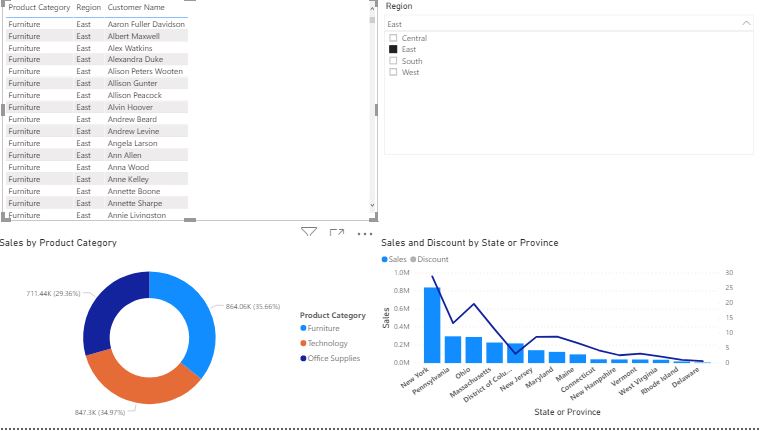 Product Category Region Customer Name
Furniture East Aaron Fuller Davidson
Furniture East Albert Maxwell
Furniture East Alex Watkins
Furniture East Alexandra Duke
Furniture East Alison Peters Wooten
Furniture East Allison Gunter
Furniture East Allison Peacock
Furniture East Alvin Hoover
Furniture East Andrew Beard
Furniture East Andrew Levine
Furniture East Angela Larson
Furniture East Ann Allen
Furniture East Anna Wood
Furniture East Anne Kelley
Furniture East Annette Boone
Furniture East Annette Sharpe
Furniture East Annie Livingston
Region
East
Central
East
South
West
Sales by Product Category
711.44K (29.36%)
864.06K (35.66%)
847.3K (34.97%)
Product Category
Furniture
Technology
Office Supplies
Sales and Discount by State or Province
Sales Discount
1.0M
0.8M
0.6M
0.4M
0.2M
0.0M
Sales
30
25
20
15
10
5
0
New York
Pennsylvania
Ohio
Massachusetts
District of Colu...
New Jersey
Maryland
Maine
Connecticut
New Hampshire
Vermont
West Virginia
Rhode Island
Delaware
State or Province